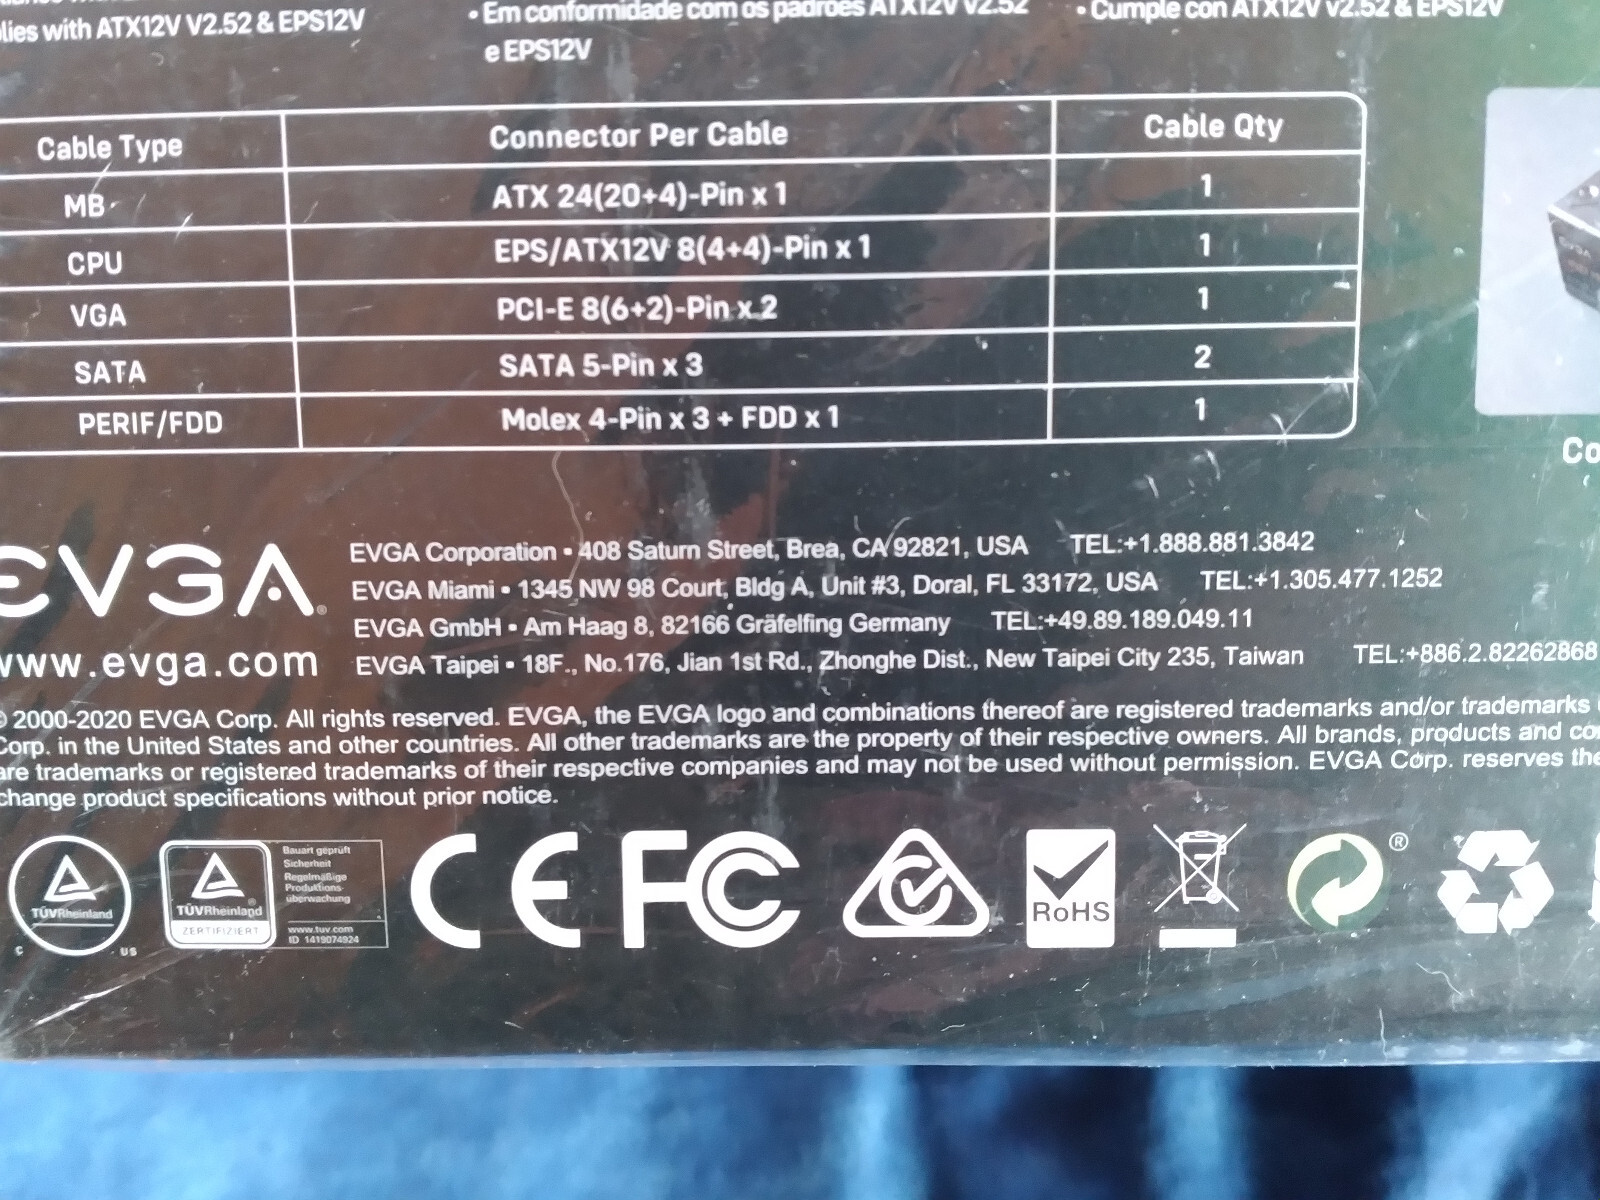 lies with ATX12V V2.52 & EPS12V
• Em conformidade com os padrões ATX12V V2.52
e EPS12V
• Cumple con ATX12V v2.52 & EPS12V
Cable Type Connector Per Cable Cable Qty
MB ATX 24(20+4)-Pin x 1 1
CPU EPS/ATX12V 8(4+4)-Pin x 1 1
VGA PCI-E 8(6+2)-Pin x 2 1
SATA SATA 5-Pin x 3 2
PERIF/FDD Molex 4-Pin x 3 + FDD x 1 1
EVGA
Co
EVGA®
www.evga.com
EVGA Corporation • 408 Saturn Street, Brea, CA 92821, USA TEL:+1.888.881.3842
EVGA Miami • 1345 NW 98 Court, Bldg A, Unit #3, Doral, FL 33172, USA TEL:+1.305.477.1252
EVGA GmbH • Am Haag 8, 82166 Gräfelfing Germany TEL:+49.89.189.049.11
EVGA Taipei • 18F., No.176, Jian 1st Rd., Zhonghe Dist., New Taipei City 235, Taiwan TEL:+886.2.82262868
© 2000-2020 EVGA Corp. All rights reserved. EVGA, the EVGA logo and combinations thereof are registered trademarks and/or trademarks
Corp. in the United States and other countries. All other trademarks are the property of their respective owners. All brands, products and co
are trademarks or registered trademarks of their respective companies and may not be used without permission. EVGA Corp. reserves the
change product specifications without prior notice.
TÜVRheinland
C US
TÜVRheinland®
ZERTIFIZIERT
Bauart geprüft
Sicherheit
Regelmäßige
Produktions-
überwachung
www.tuv.com
ID 1419074924
CE FC
RoHS
®